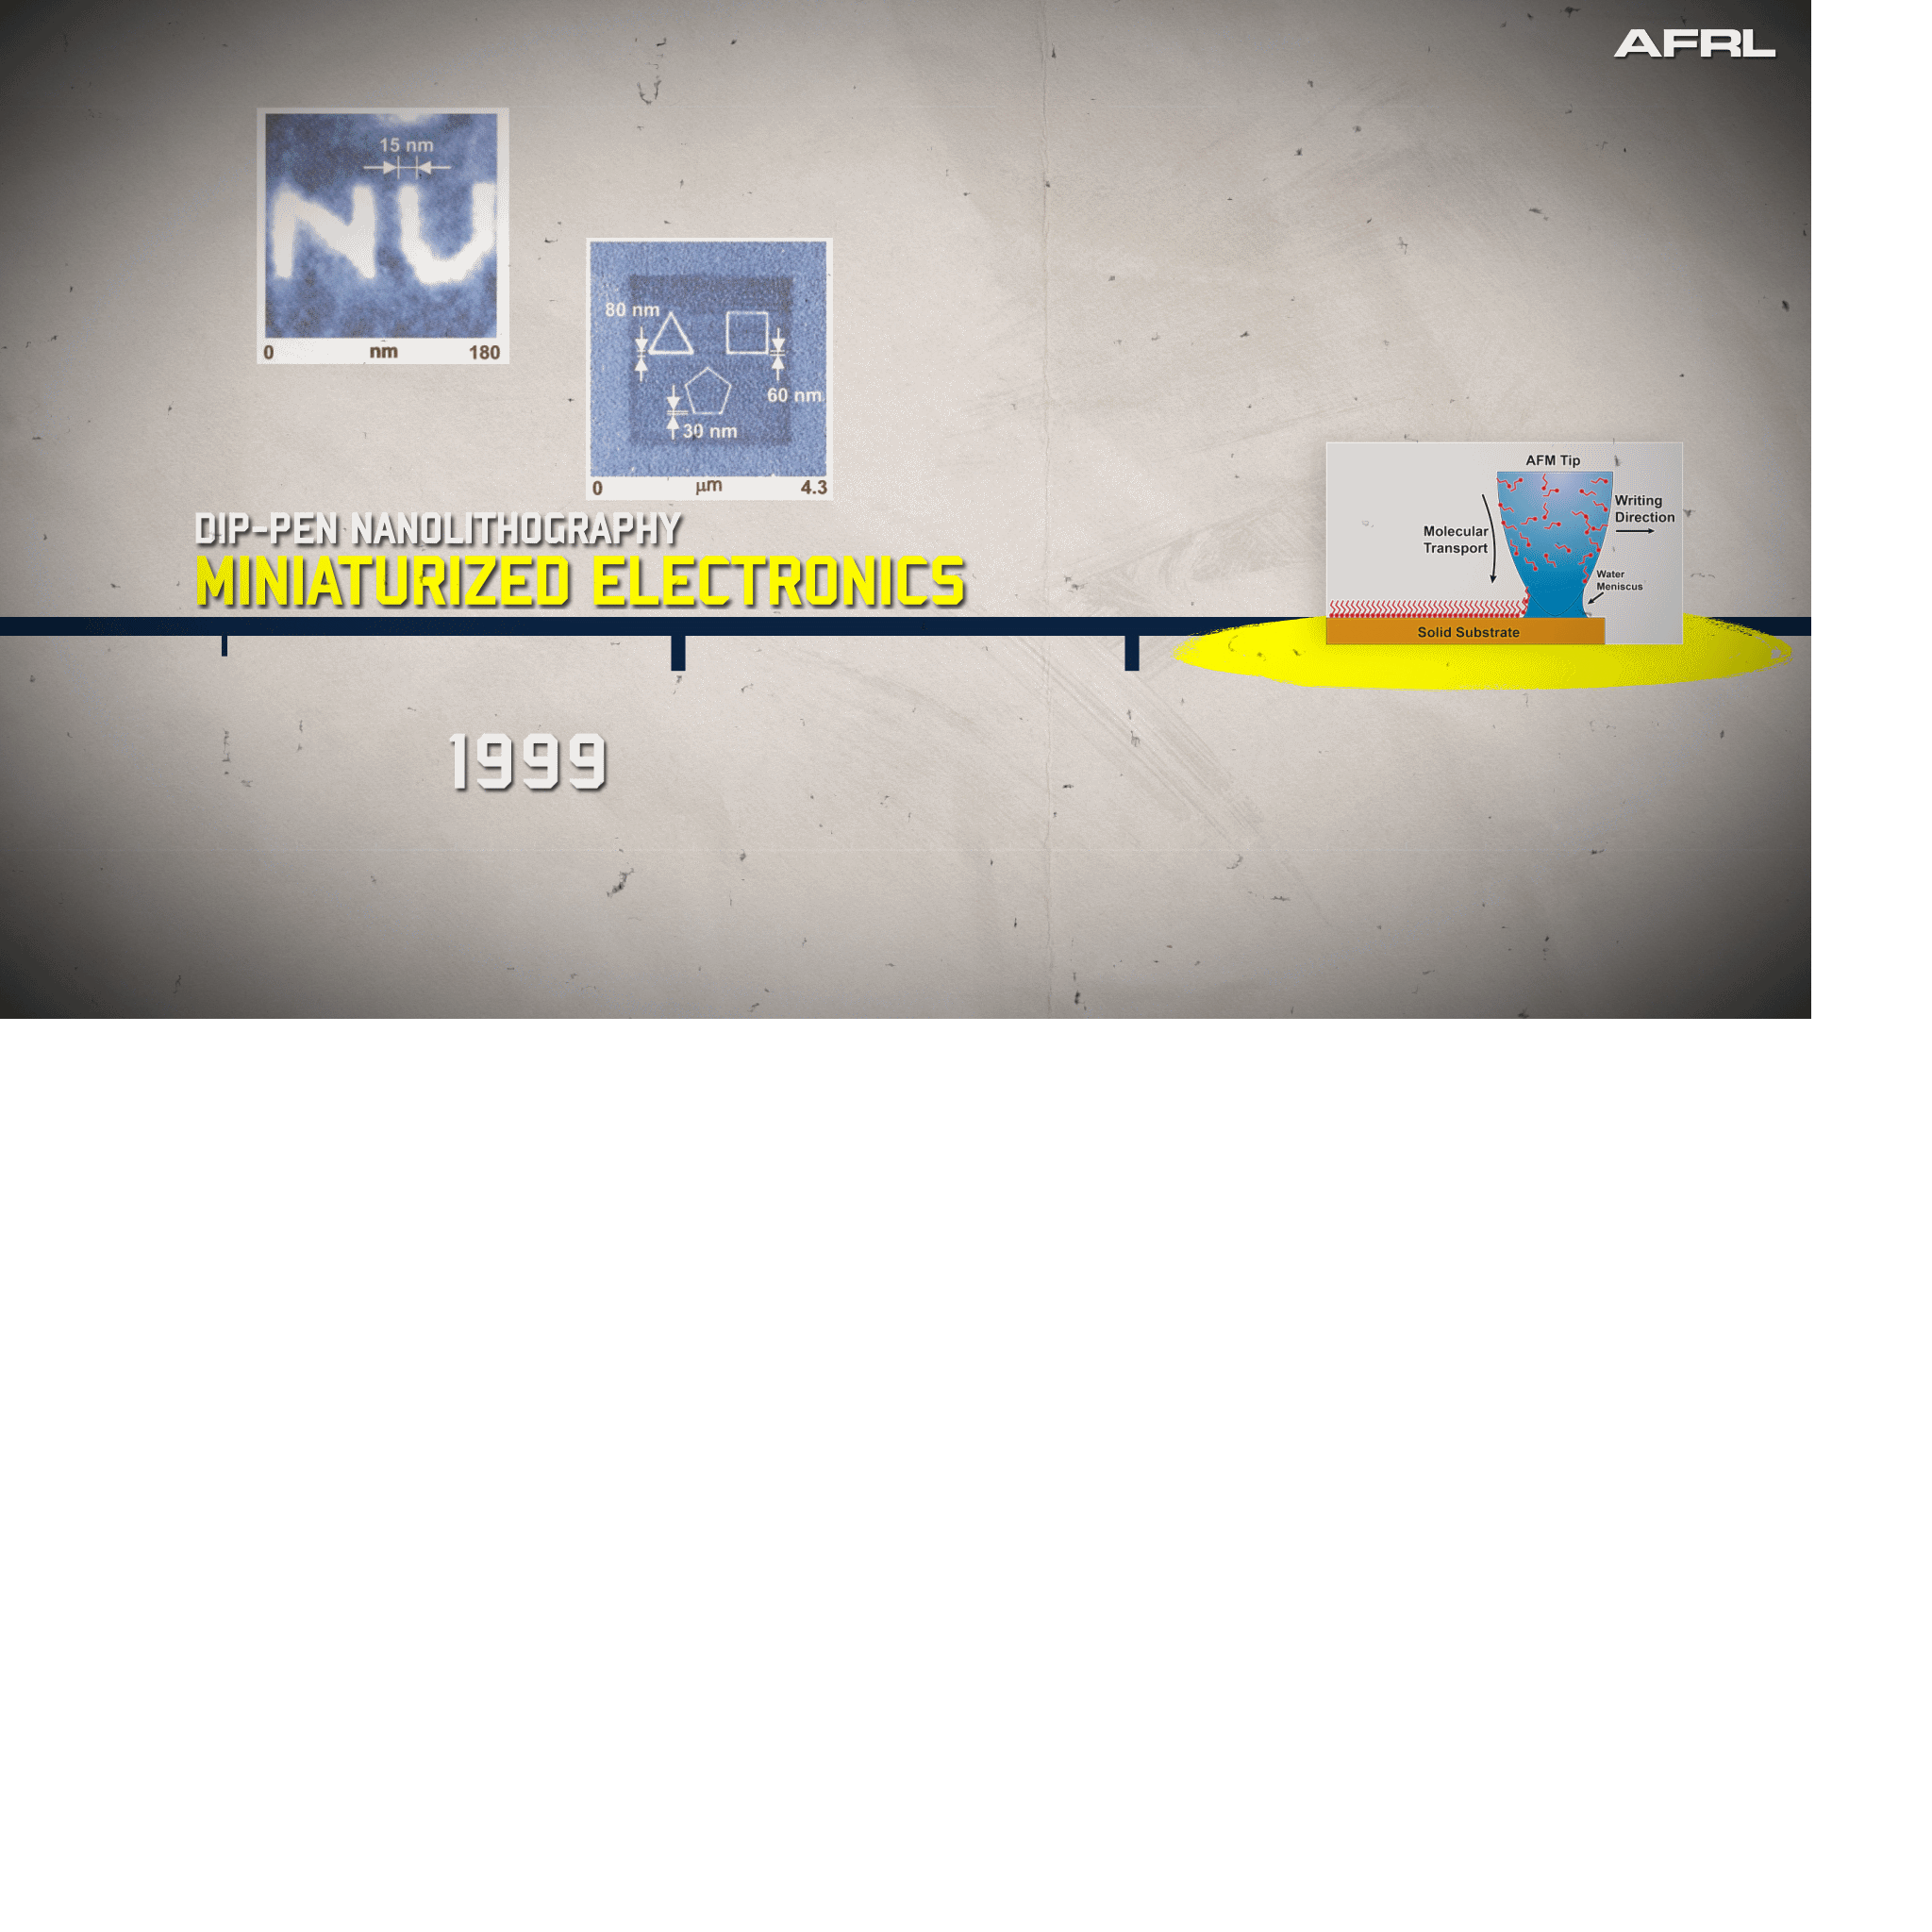 AFRL
15 nm
NU
0 nm 180
80 nm
60 nm
30 nm
0 μm 4.3
DIP-PEN NANOLITHOGRAPHY
MINIATURIZED ELECTRONICS
AFM Tip
Writing
Direction
Molecular
Transport
Water
Meniscus
Solid Substrate
1999